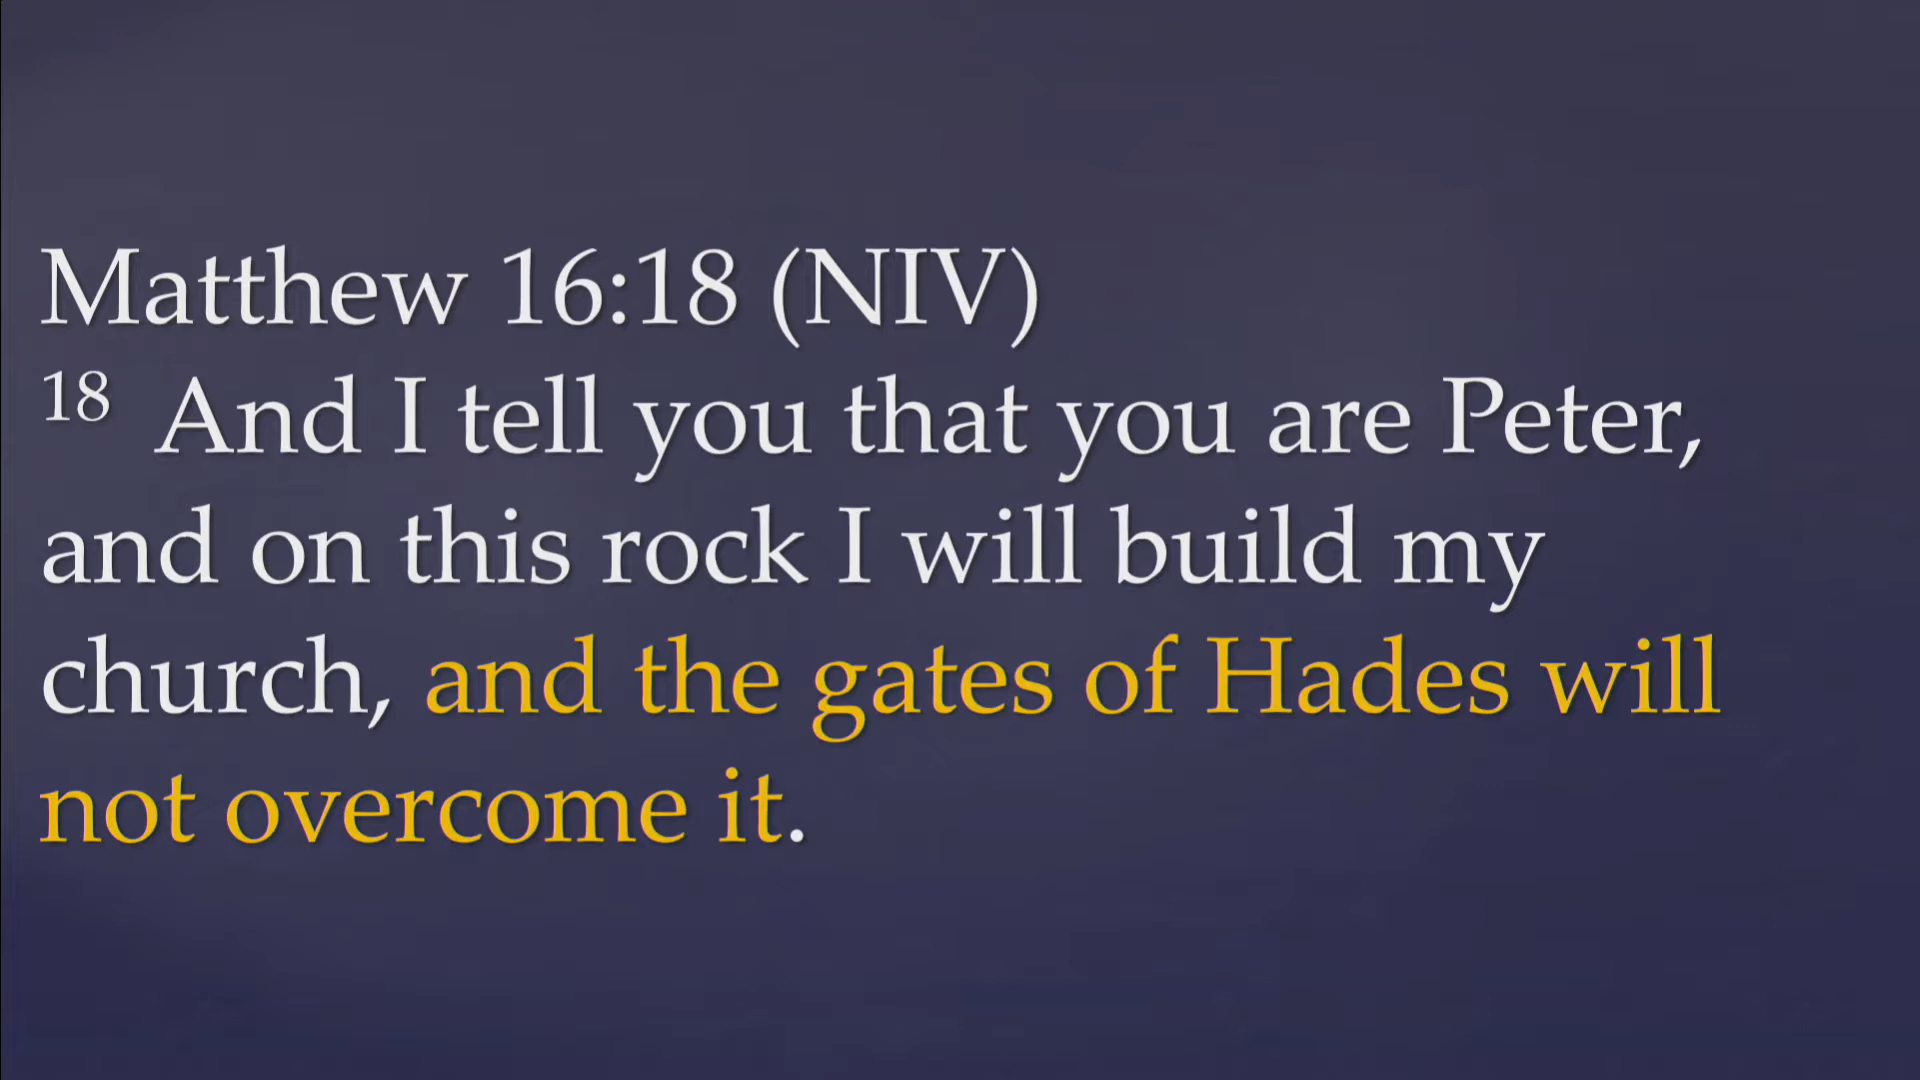 Matthew 16:18 (NIV)
18 And I tell you that you are Peter,
and on this rock I will build my
church, and the gates of Hades will
not overcome it.